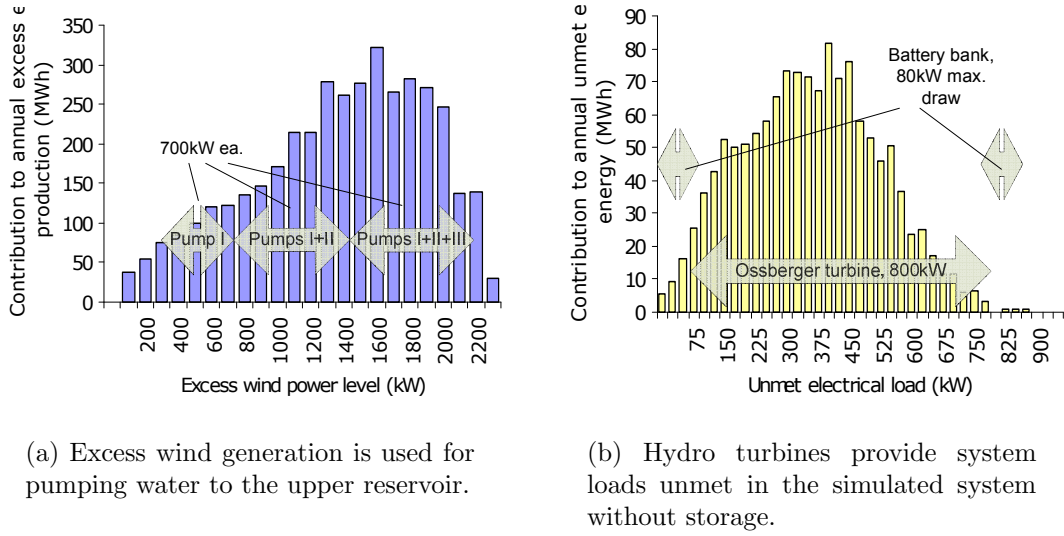 Contribution to annual excess e
production (MWh)
350
300
250
200
150
100
50
0
700kW ea.
Pump I
Pumps I+II
Pumps I+II+III
200
400
600
800
1000
1200
1400
1600
1800
2000
2200
Excess wind power level (kW)
Contribution to annual unmet e
energy (MWh)
90
80
70
60
50
40
30
20
10
0
Battery bank,
80kW max.
draw
Ossberger turbine, 800kW
75
150
225
300
375
450
525
600
675
750
825
900
Unmet electrical load (kW)
(a) Excess wind generation is used for
pumping water to the upper reservoir.
(b) Hydro turbines provide system
loads unmet in the simulated system
without storage.